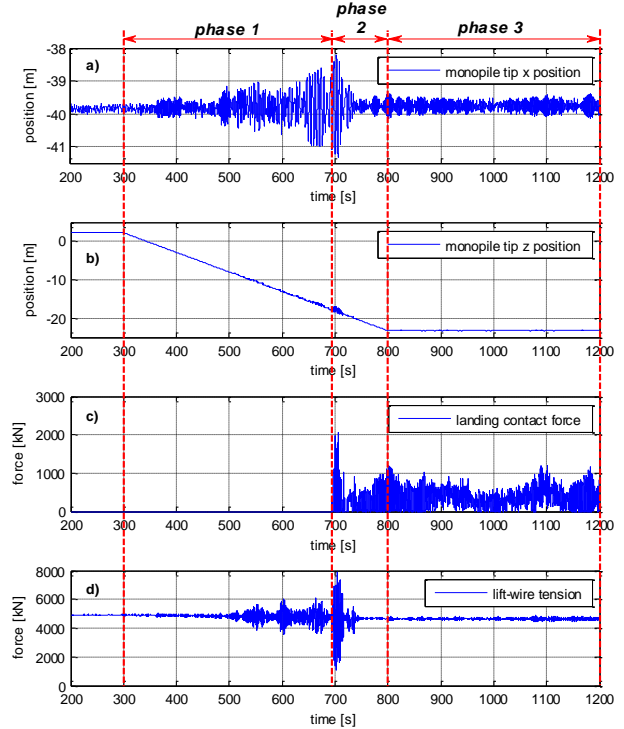 phase 1
phase
2
phase 3
a)
monopile tip x position
position [m]
-38
-39
-40
-41
200 300 400 500 600 700 800 900 1000 1100 1200
time [s]
b)
monopile tip z position
position [m]
0
-10
-20
200 300 400 500 600 700 800 900 1000 1100 1200
time [s]
c)
landing contact force
force [kN]
3000
2000
1000
0
200 300 400 500 600 700 800 900 1000 1100 1200
time [s]
d)
lift-wire tension
force [kN]
8000
6000
4000
2000
0
200 300 400 500 600 700 800 900 1000 1100 1200
time [s]